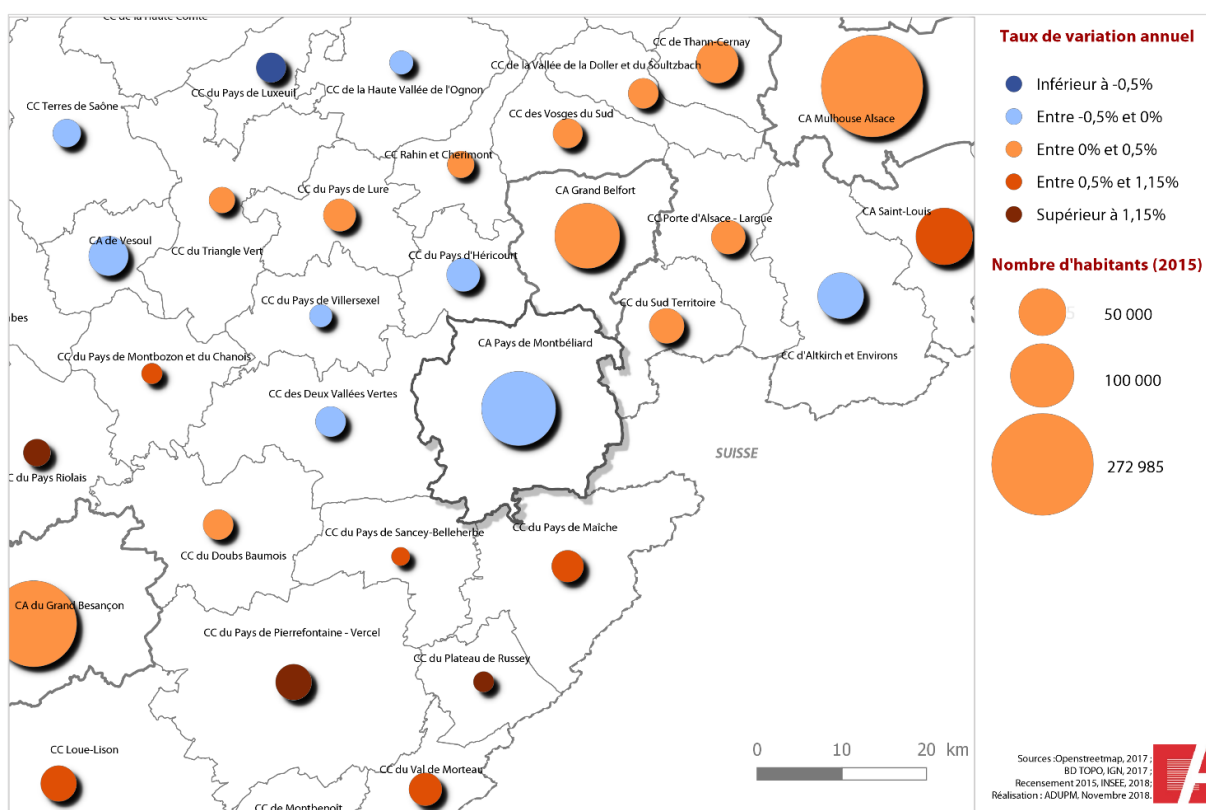 CC de la Haute Comté
CC de Thann-Cernay
CC de la Vallée de la Doller et du Soultzbach
CC du Pays de Luxeuil
CC de la Haute Vallée de l'Ognon
CC Terres de Saône
CC des Vosges du Sud
CA Mulhouse Alsace
CC Rahin et Cherimont
CC du Pays de Lure
CA Grand Belfort
CC Porte d'Alsace - Largue
CA Saint-Louis
CA de Vesoul
CC du Triangle Vert
CC du Pays d'Héricourt
CC du Pays de Villersexel
CC du Sud Territoire
bes
CA Pays de Montbéliard
CC du Pays de Montbozon et du Chanois
CC d'Altkirch et Environs
CC des Deux Vallées Vertes
SUISSE
C du Pays Riolais
CC du Pays de Sancey-Belleherbe
CC du Pays de Maîche
CC du Doubs Baumois
CA du Grand Besançon
CC du Pays de Pierrefontaine - Vercel
CC du Plateau de Russey
CC Loue-Lison
CC du Val de Morteau
CC de Montbenoît
0 10 20 km
Taux de variation annuel
Inférieur à -0,5%
Entre -0,5% et 0%
Entre 0% et 0,5%
Entre 0,5% et 1,15%
Supérieur à 1,15%
Nombre d'habitants (2015)
50 000
100 000
272 985
Sources :Openstreetmap, 2017 ;
BD TOPO, IGN, 2017 ;
Recensement 2015, INSEE, 2018;
Réalisation : ADUPM, Novembre 2018.